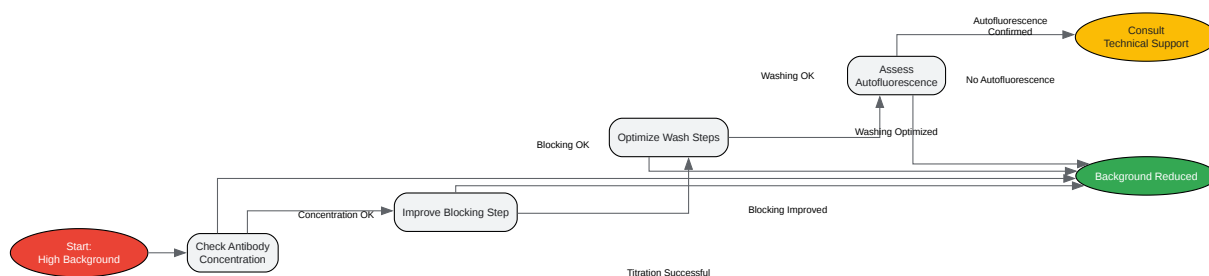 Autofluorescence
Confirmed
Consult
Technical Support
Assess
Autofluorescence
Washing OK
No Autofluorescence
Optimize Wash Steps
Washing Optimized
Blocking OK
Background Reduced
Improve Blocking Step
Blocking Improved
Concentration OK
Start:
High Background
Check Antibody
Concentration
Titration Successful